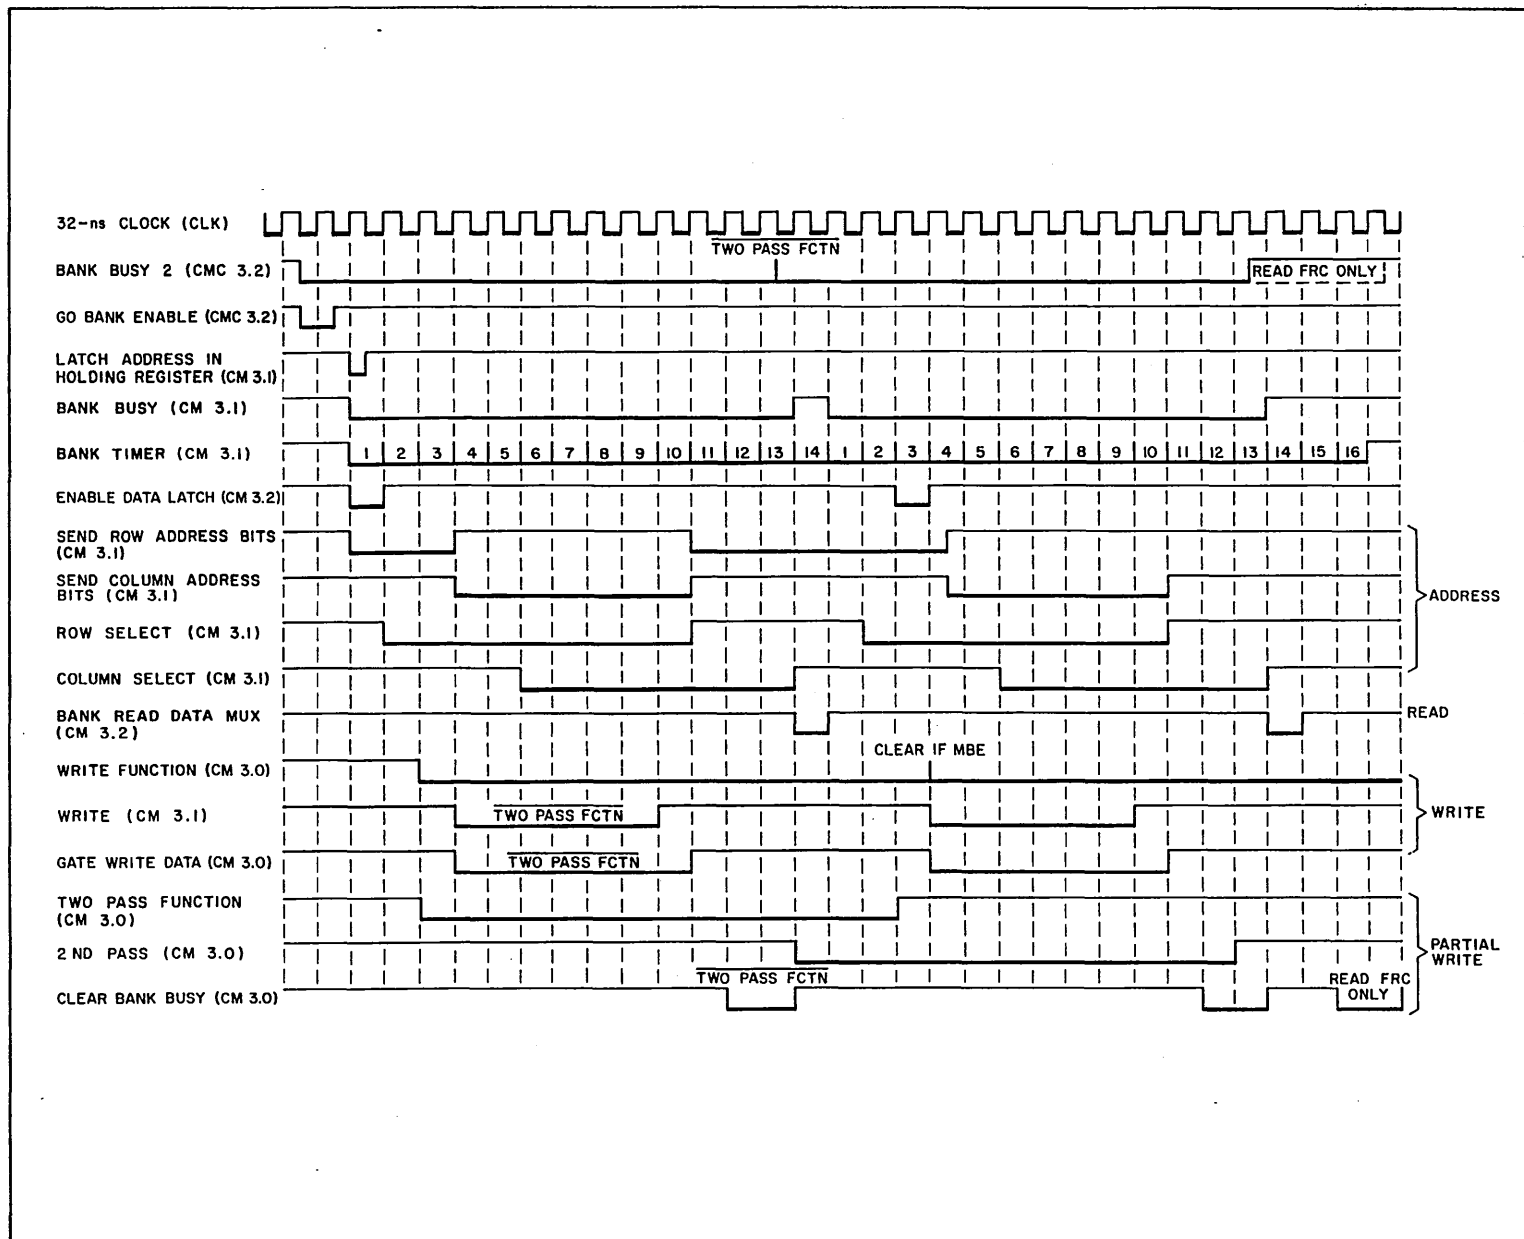 32-ns CLOCK (CLK)
TWO PASS FCTN
BANK BUSY 2 (CMC 3.2)
READ FRC ONLY
GO BANK ENABLE (CMC 3.2)
LATCH ADDRESS IN
HOLDING REGISTER (CM 3.1)
BANK BUSY (CM 3.1)
BANK TIMER (CM 3.1)
1 2 3 4 5 6 7 8 9 10 11 12 13 14 1 2 3 4 5 6 7 8 9 10 11 12 13 14 15 16
ENABLE DATA LATCH (CM 3.2)
SEND ROW ADDRESS BITS
(CM 3.1)
SEND COLUMN ADDRESS
BITS (CM 3.1)
ADDRESS
ROW SELECT (CM 3.1)
COLUMN SELECT (CM 3.1)
BANK READ DATA MUX
(CM 3.2)
READ
CLEAR IF MBE
WRITE FUNCTION (CM 3.0)
WRITE (CM 3.1)
TWO PASS FCTN
WRITE
GATE WRITE DATA (CM 3.0)
TWO PASS FCTN
TWO PASS FUNCTION
(CM 3.0)
2 ND PASS (CM 3.0)
PARTIAL
WRITE
TWO PASS FCTN
CLEAR BANK BUSY (CM 3.0)
READ FRC
ONLY